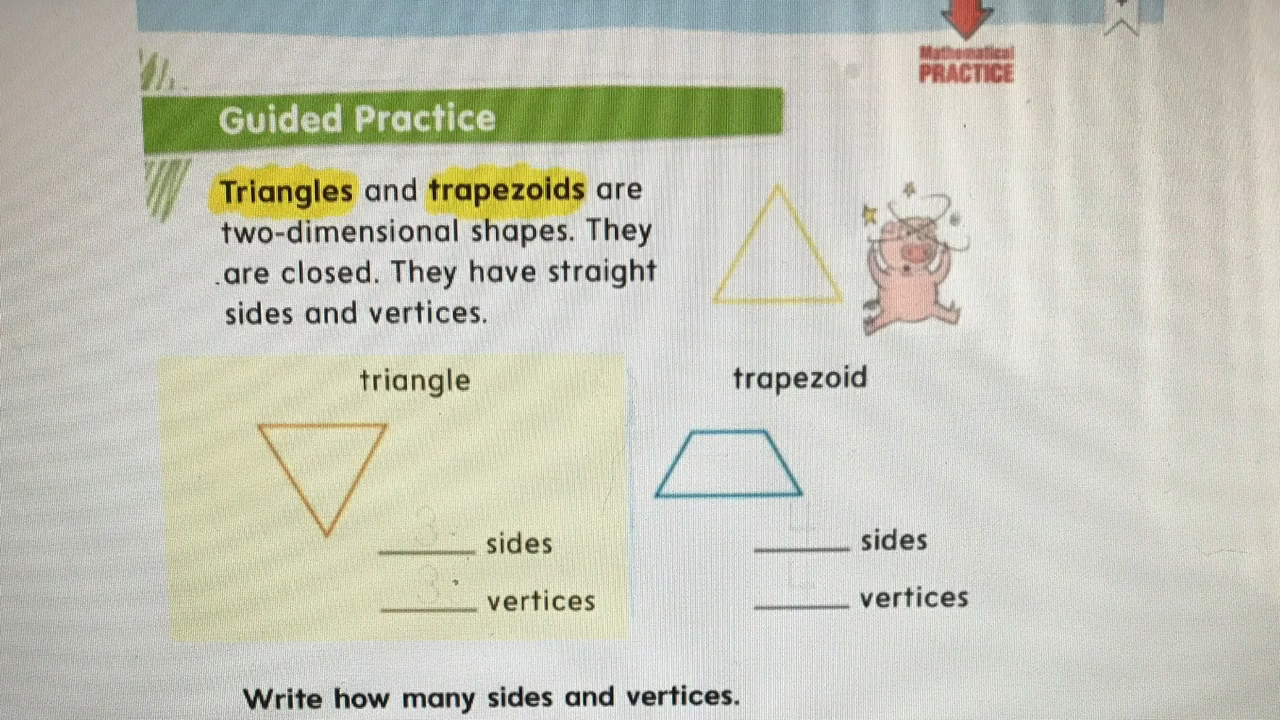 Mathematical
PRACTICE
Guided Practice
Triangles and trapezoids are
two-dimensional shapes. They
are closed. They have straight
sides and vertices.
triangle
trapezoid
3 sides
3 vertices
4 sides
vertices
Write how many sides and vertices.